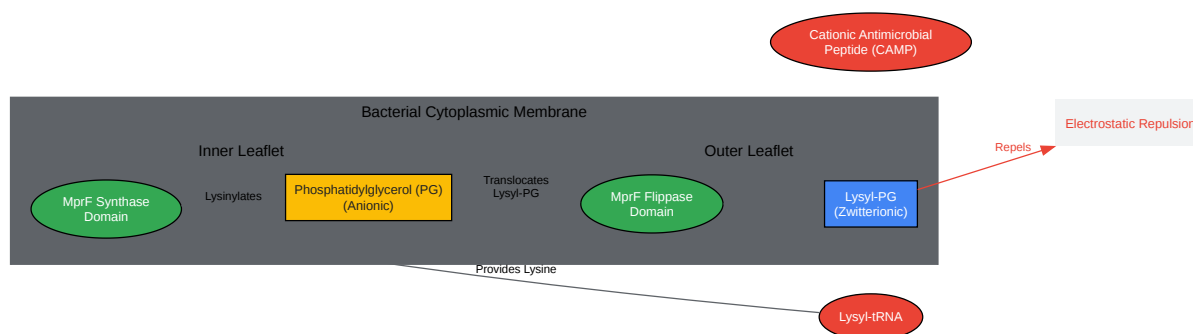 Cationic Antimicrobial
Peptide (CAMP)
Bacterial Cytoplasmic Membrane
Electrostatic Repulsion
Repels
Inner Leaflet
Outer Leaflet
MprF Synthase
Domain
Lysinylates
Phosphatidylglycerol (PG)
(Anionic)
Translocates
Lysyl-PG
MprF Flippase
Domain
Lysyl-PG
(Zwitterionic)
Provides Lysine
Lysyl-tRNA